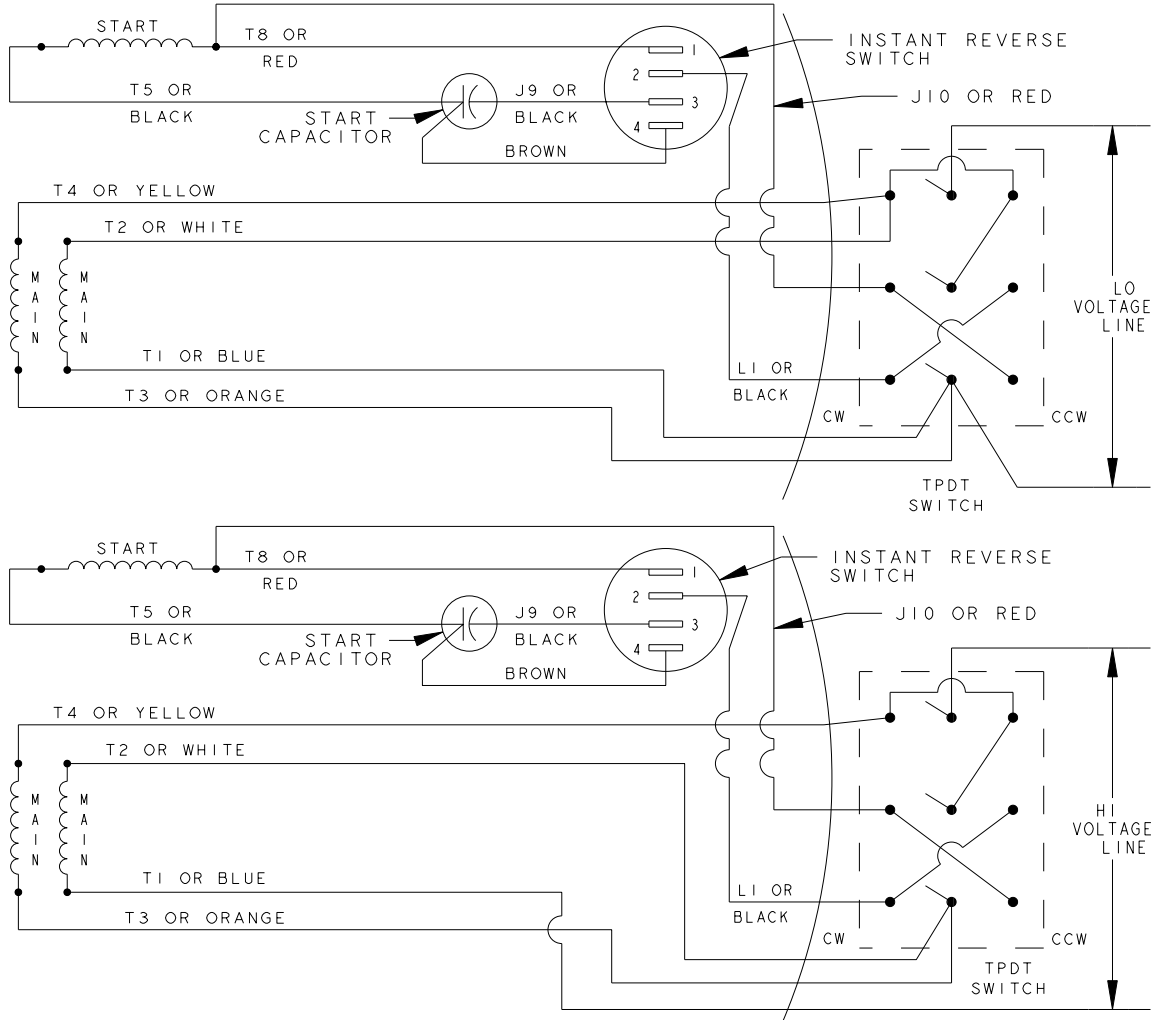 START
T8 OR
RED
1
2
3
4
INSTANT REVERSE
SWITCH
T5 OR
BLACK
START
CAPACITOR
J9 OR
BLACK
BROWN
J10 OR RED
T4 OR YELLOW
T2 OR WHITE
MAIN
MAIN
T1 OR BLUE
T3 OR ORANGE
L1 OR
BLACK
CW
CCW
LO
VOLTAGE
LINE
TPDT
SWITCH
START
T8 OR
RED
1
2
3
4
INSTANT REVERSE
SWITCH
T5 OR
BLACK
START
CAPACITOR
J9 OR
BLACK
BROWN
J10 OR RED
T4 OR YELLOW
T2 OR WHITE
MAIN
MAIN
T1 OR BLUE
T3 OR ORANGE
L1 OR
BLACK
CW
CCW
HI
VOLTAGE
LINE
TPDT
SWITCH